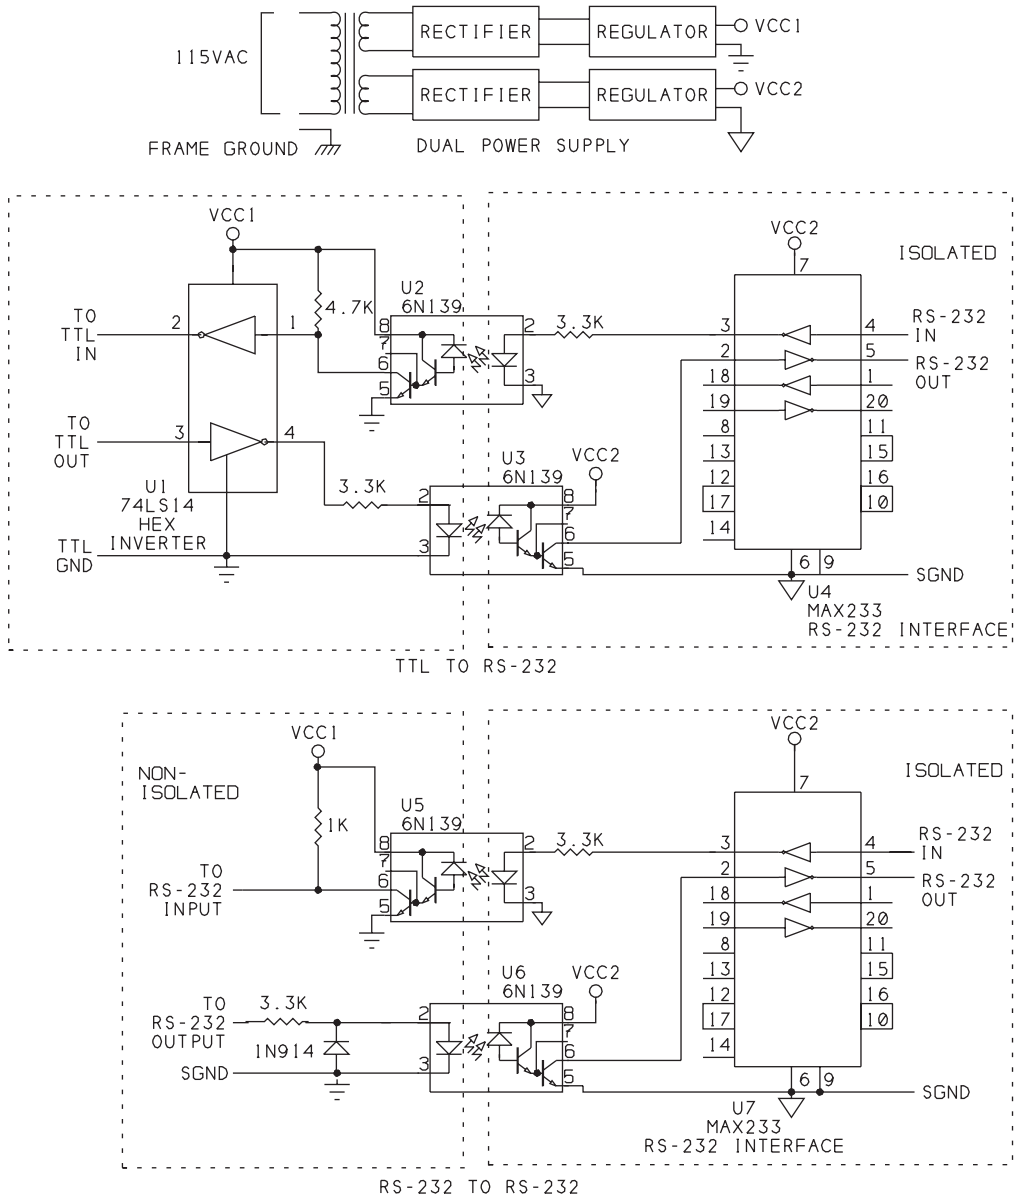 RECTIFIER
REGULATOR
VCC1
115VAC
RECTIFIER
REGULATOR
VCC2
FRAME GROUND
DUAL POWER SUPPLY
VCC1
VCC2
ISOLATED
7
U2
6N139
TO
TTL
IN
2
1
4.7K
8
7
6
5
2
3
3.3K
3
2
18
19
8
13
12
17
14
4
5
1
20
11
15
16
10
RS-232
IN
RS-232
OUT
TO
TTL
OUT
3
4
U1
74LS14
HEX
INVERTER
3.3K
U3
6N139
VCC2
2
3
8
7
6
5
TTL
GND
6
9
SGND
U4
MAX233
RS-232 INTERFACE
TTL TO RS-232
VCC1
VCC2
NON-
ISOLATED
ISOLATED
7
1K
U5
6N139
8
7
6
5
2
3
3.3K
3
2
18
19
8
13
12
17
14
4
5
1
20
11
15
16
10
RS-232
IN
RS-232
OUT
TO
RS-232
INPUT
U6
6N139
VCC2
TO
RS-232
OUTPUT
3.3K
1N914
SGND
2
3
8
7
6
5
6
9
SGND
U7
MAX233
RS-232 INTERFACE
RS-232 TO RS-232